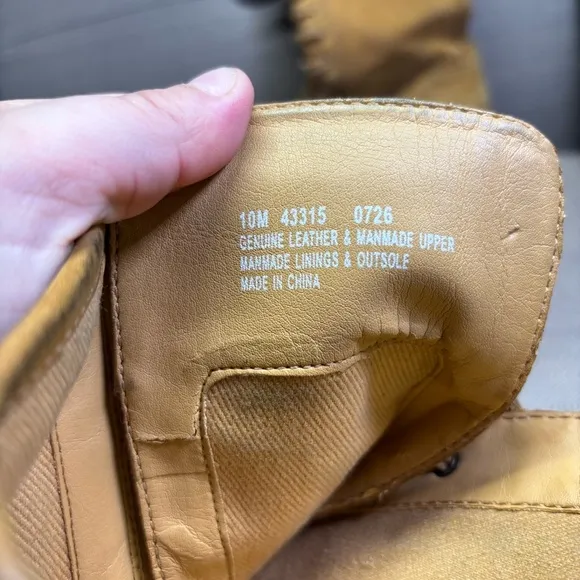 10M 43315 0726
GENUINE LEATHER & MANMADE UPPER
MANMADE LININGS & OUTSOLE
MADE IN CHINA